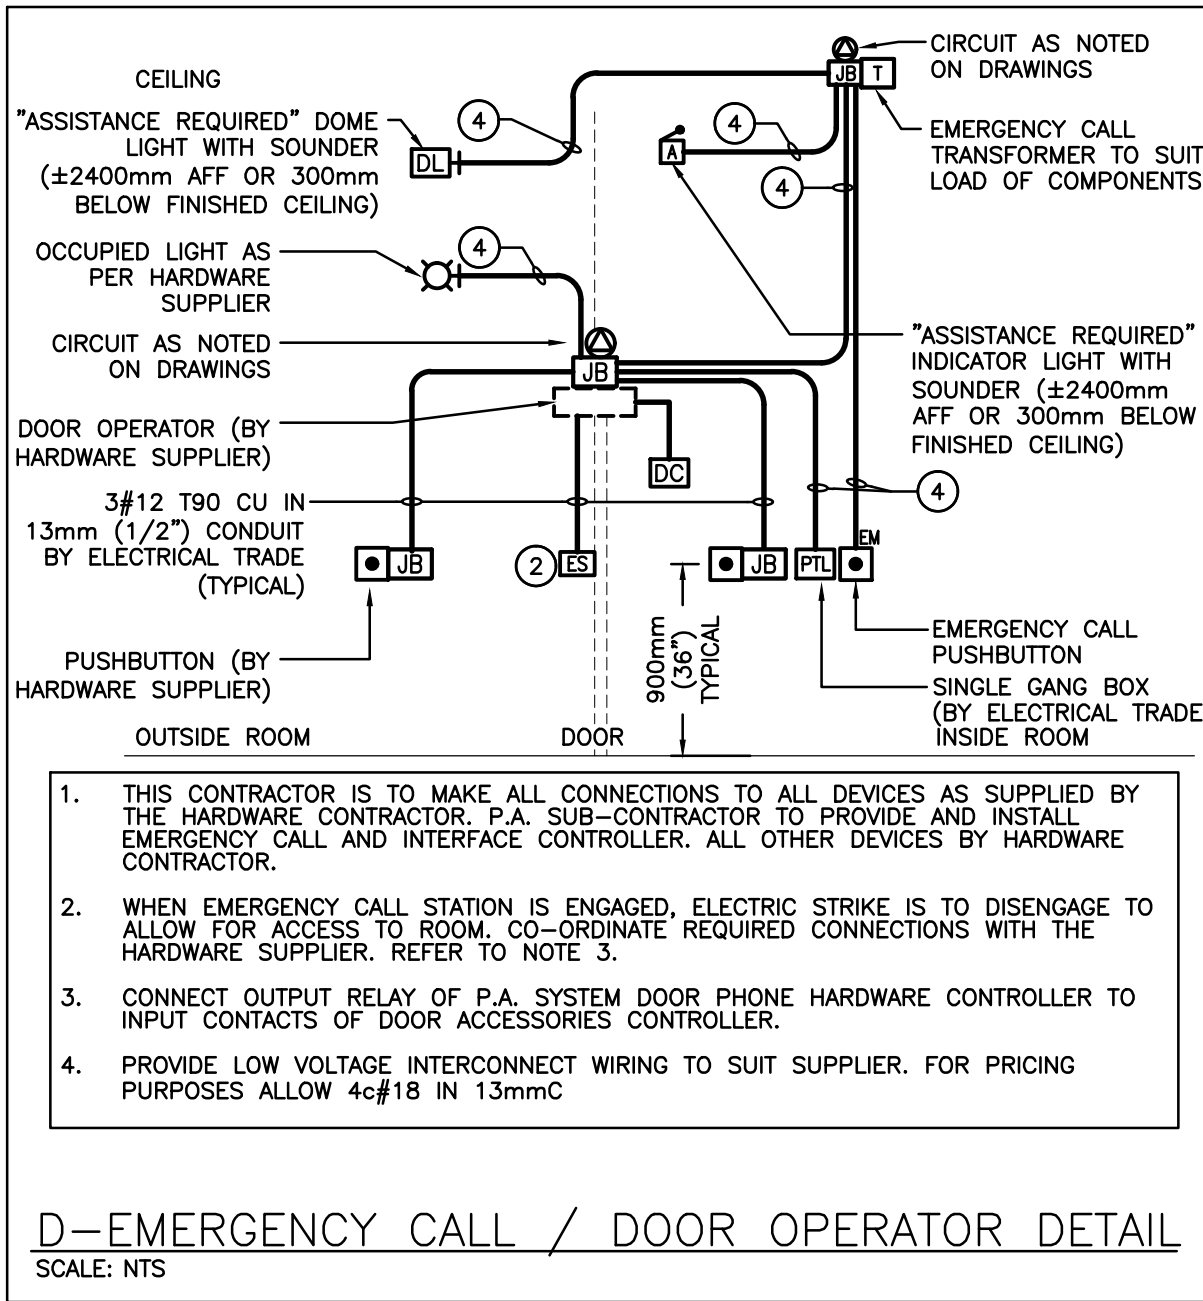 CEILING
"ASSISTANCE REQUIRED" DOME
LIGHT WITH SOUNDER
(±2400mm AFF OR 300mm
BELOW FINISHED CEILING)
DL
4
OCCUPIED LIGHT AS
PER HARDWARE
SUPPLIER
4
CIRCUIT AS NOTED
ON DRAWINGS
JB
DOOR OPERATOR (BY
HARDWARE SUPPLIER)
DC
3#12 T90 CU IN
13mm (1/2") CONDUIT
BY ELECTRICAL TRADE
(TYPICAL)
JB
2
ES
PUSHBUTTON (BY
HARDWARE SUPPLIER)
JB
T
CIRCUIT AS NOTED
ON DRAWINGS
A
4
4
EMERGENCY CALL
TRANSFORMER TO SUIT
LOAD OF COMPONENTS
"ASSISTANCE REQUIRED"
INDICATOR LIGHT WITH
SOUNDER (±2400mm
AFF OR 300mm BELOW
FINISHED CEILING)
4
JB
PTL
EM
900mm
(36")
TYPICAL
EMERGENCY CALL
PUSHBUTTON
SINGLE GANG BOX
(BY ELECTRICAL TRADE
OUTSIDE ROOM
DOOR
INSIDE ROOM
1. THIS CONTRACTOR IS TO MAKE ALL CONNECTIONS TO ALL DEVICES AS SUPPLIED BY
THE HARDWARE CONTRACTOR. P.A. SUB-CONTRACTOR TO PROVIDE AND INSTALL
EMERGENCY CALL AND INTERFACE CONTROLLER. ALL OTHER DEVICES BY HARDWARE
CONTRACTOR.
2. WHEN EMERGENCY CALL STATION IS ENGAGED, ELECTRIC STRIKE IS TO DISENGAGE TO
ALLOW FOR ACCESS TO ROOM. CO-ORDINATE REQUIRED CONNECTIONS WITH THE
HARDWARE SUPPLIER. REFER TO NOTE 3.
3. CONNECT OUTPUT RELAY OF P.A. SYSTEM DOOR PHONE HARDWARE CONTROLLER TO
INPUT CONTACTS OF DOOR ACCESSORIES CONTROLLER.
4. PROVIDE LOW VOLTAGE INTERCONNECT WIRING TO SUIT SUPPLIER. FOR PRICING
PURPOSES ALLOW 4c#18 IN 13mmC
D-EMERGENCY CALL / DOOR OPERATOR DETAIL
SCALE: NTS